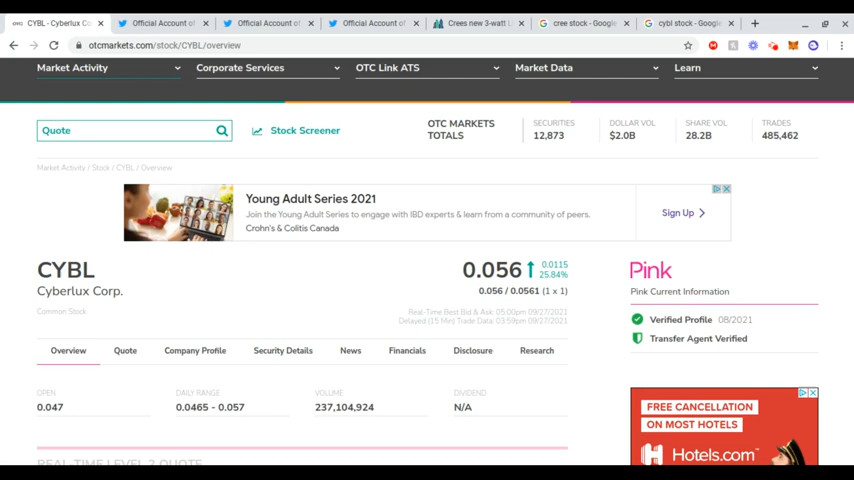 CYBL - Cyberlux Co
Official Account of
Official Account of
Official Account of
Crees new 3-watt
cree stock - Google
cybl stock - Google
otcmarkets.com/stock/CYBL/overview
Market Activity
Corporate Services
OTC Link ATS
Market Data
Learn
Quote
Stock Screener
OTC MARKETS
TOTALS
SECURITIES
12,873
DOLLAR VOL
$2.0B
SHARE VOL
28.2B
TRADES
485,462
Market Activity / Stock / CYBL / Overview
Young Adult Series 2021
Join the Young Adult Series to engage with IBD experts & learn from a community of peers.
Crohn's & Colitis Canada
Sign Up
CYBL
Cyberlux Corp.
Common Stock
0.056
0.0115
25.84%
0.056 / 0.0561 (1 x 1)
Real-Time Best Bid & Ask: 05:00pm 09/27/2021
Delayed (15 Min) Trade Data: 03:59pm 09/27/2021
Pink
Pink Current Information
Verified Profile 08/2021
Transfer Agent Verified
Overview
Quote
Company Profile
Security Details
News
Financials
Disclosure
Research
OPEN
0.047
DAILY RANGE
0.0465 - 0.057
VOLUME
237,104,924
DIVIDEND
N/A
REAL-TIME LEVEL 2 QUOTE
FREE CANCELLATION
ON MOST HOTELS
Hotels.com